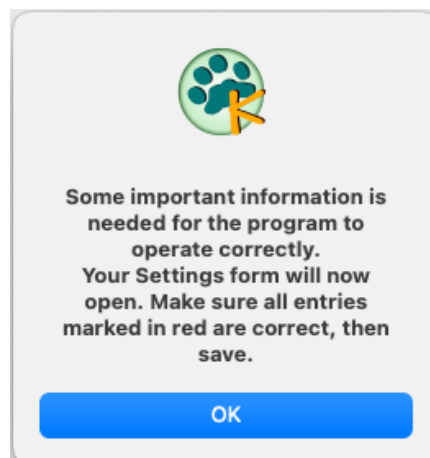 Some important information is
needed for the program to
operate correctly.
Your Settings form will now
open. Make sure all entries
marked in red are correct, then
save.
OK